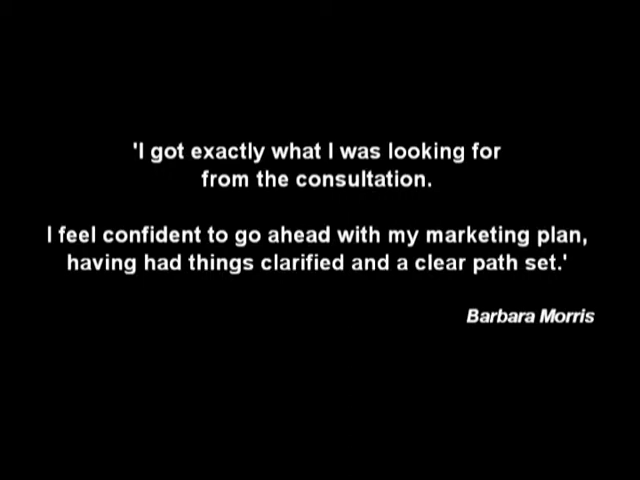 'I got exactly what I was looking for
from the consultation.
I feel confident to go ahead with my marketing plan,
having had things clarified and a clear path set.'
Barbara Morris